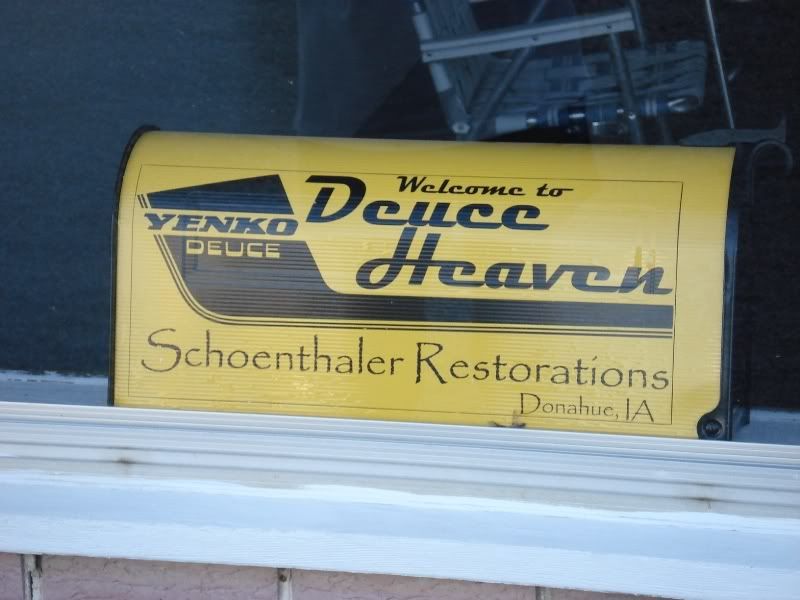 Welcome to
Deuce
Heaven
YENKO
DEUCE
Schoenthaler Restorations
Donahue, IA